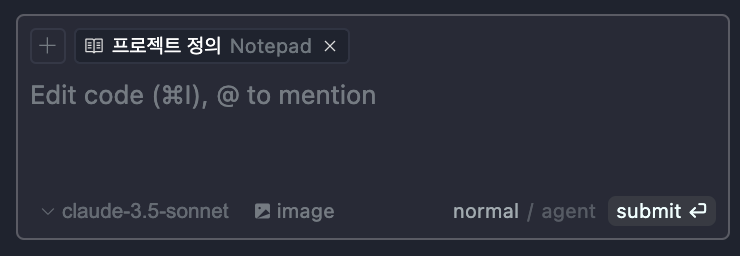 프로젝트 정의 Notepad ×
Edit code (⌘I), @ to mention
claude-3.5-sonnet image normal / agent submit ⏎